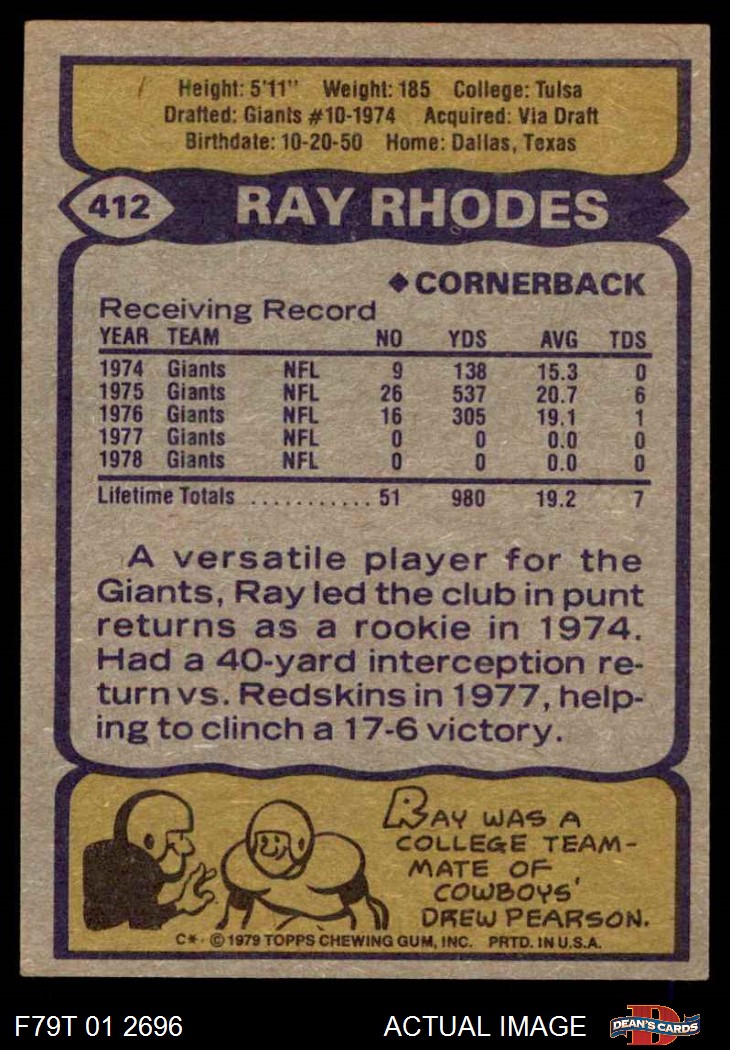 Height: 5'11" Weight: 185 College: Tulsa
Drafted: Giants #10-1974 Acquired: Via Draft
Birthdate: 10-20-50 Home: Dallas, Texas
412 RAY RHODES
◆ CORNERBACK
Receiving Record
YEAR TEAM NO YDS AVG TDS
1974 Giants NFL 9 138 15.3 0
1975 Giants NFL 26 537 20.7 6
1976 Giants NFL 16 305 19.1 1
1977 Giants NFL 0 0 0.0 0
1978 Giants NFL 0 0 0.0 0
Lifetime Totals ........... 51 980 19.2 7
A versatile player for the
Giants, Ray led the club in punt
returns as a rookie in 1974.
Had a 40-yard interception re-
turn vs. Redskins in 1977, help-
ing to clinch a 17-6 victory.
RAY WAS A
COLLEGE TEAM-
MATE OF
COWBOYS'
DREW PEARSON.
C* · © 1979 TOPPS CHEWING GUM, INC. PRTD. IN U.S.A.
F79T 01 2696 ACTUAL IMAGE D DEAN'S CARDS